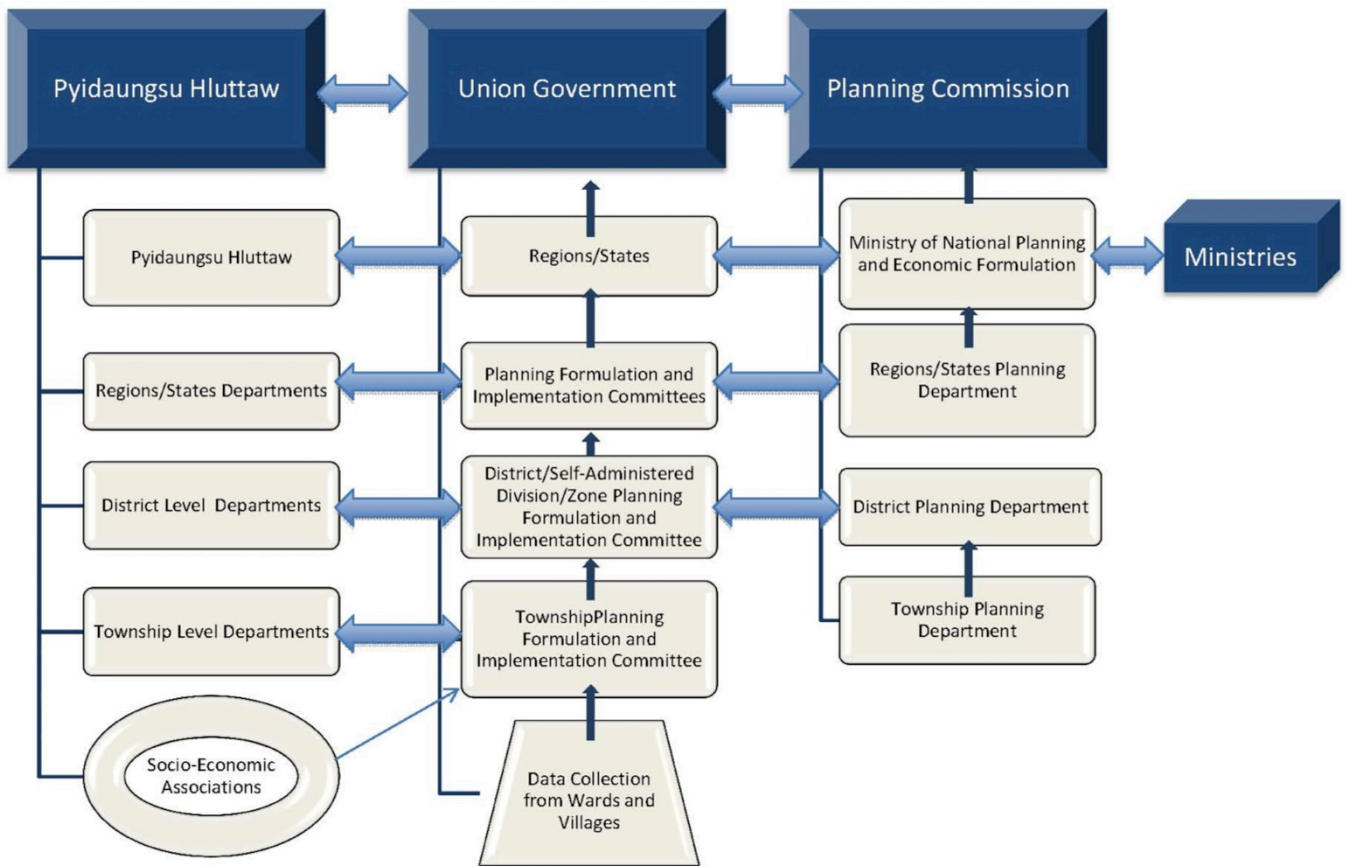 Pyidaungsu Hluttaw
Union Government
Planning Commission
Pyidaungsu Hluttaw
Regions/States
Ministry of National Planning
and Economic Formulation
Ministries
Regions/States Departments
Planning Formulation and
Implementation Committees
Regions/States Planning
Department
District Level  Departments
District/Self-Administered
Division/Zone Planning
Formulation and
Implementation Committee
District Planning Department
Township Level Departments
TownshipPlanning
Formulation and
Implementation Committee
Township Planning
Department
Socio-Economic
Associations
Data Collection
from Wards and
Villages